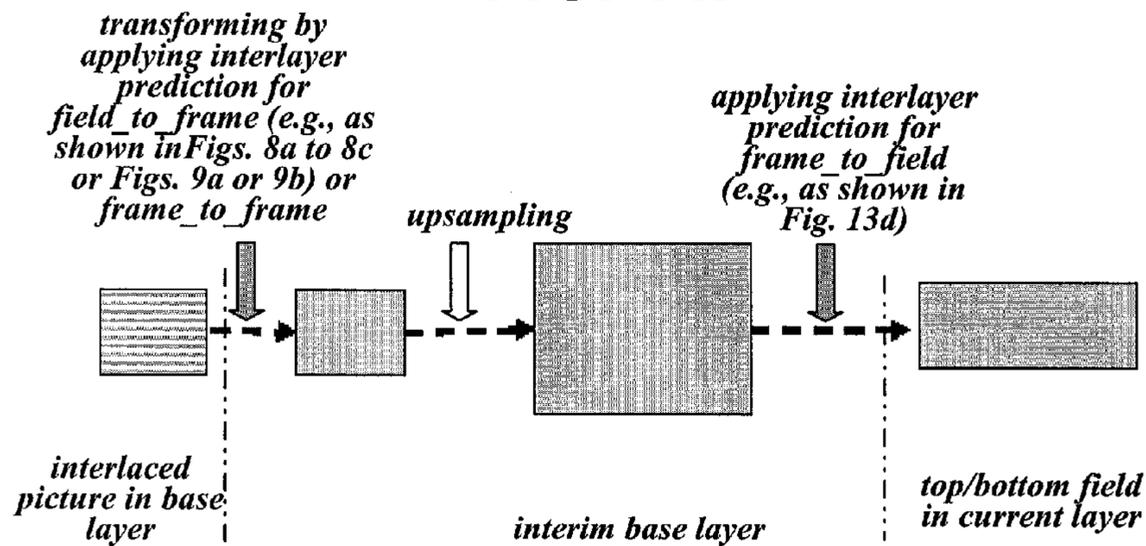 transforming by
applying interlayer
prediction for
field_to_frame (e.g., as
shown inFigs. 8a to 8c
or Figs. 9a or 9b) or
frame_to_frame
upsampling
applying interlayer
prediction for
frame_to_field
(e.g., as shown in
Fig. 13d)
interlaced
picture in base
layer
interim base layer
top/bottom field
in current layer